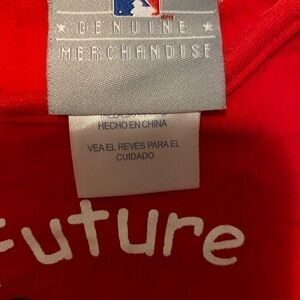 GENUINE
MERCHANDISE
HECHO EN CHINA
VEA EL REVES PARA EL
CUIDADO
Future